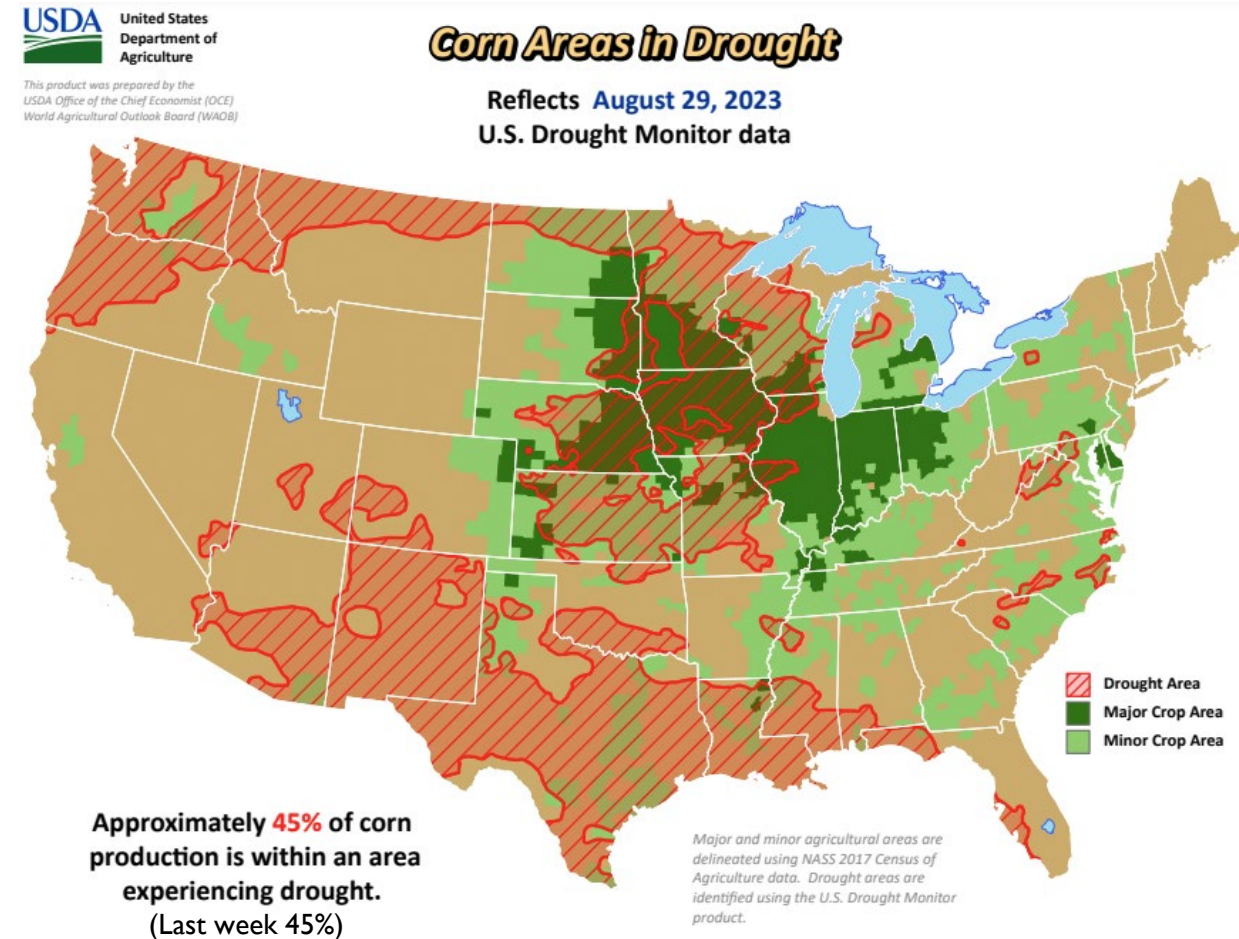 USDA
United States
Department of
Agriculture
This product was prepared by the
USDA Office of the Chief Economist (OCE)
World Agricultural Outlook Board (WAOB)
Corn Areas in Drought
Reflects August 29, 2023
U.S. Drought Monitor data
Drought Area
Major Crop Area
Minor Crop Area
Approximately 45% of corn
production is within an area
experiencing drought.
(Last week 45%)
Major and minor agricultural areas are
delineated using NASS 2017 Census of
Agriculture data. Drought areas are
identified using the U.S. Drought Monitor
product.